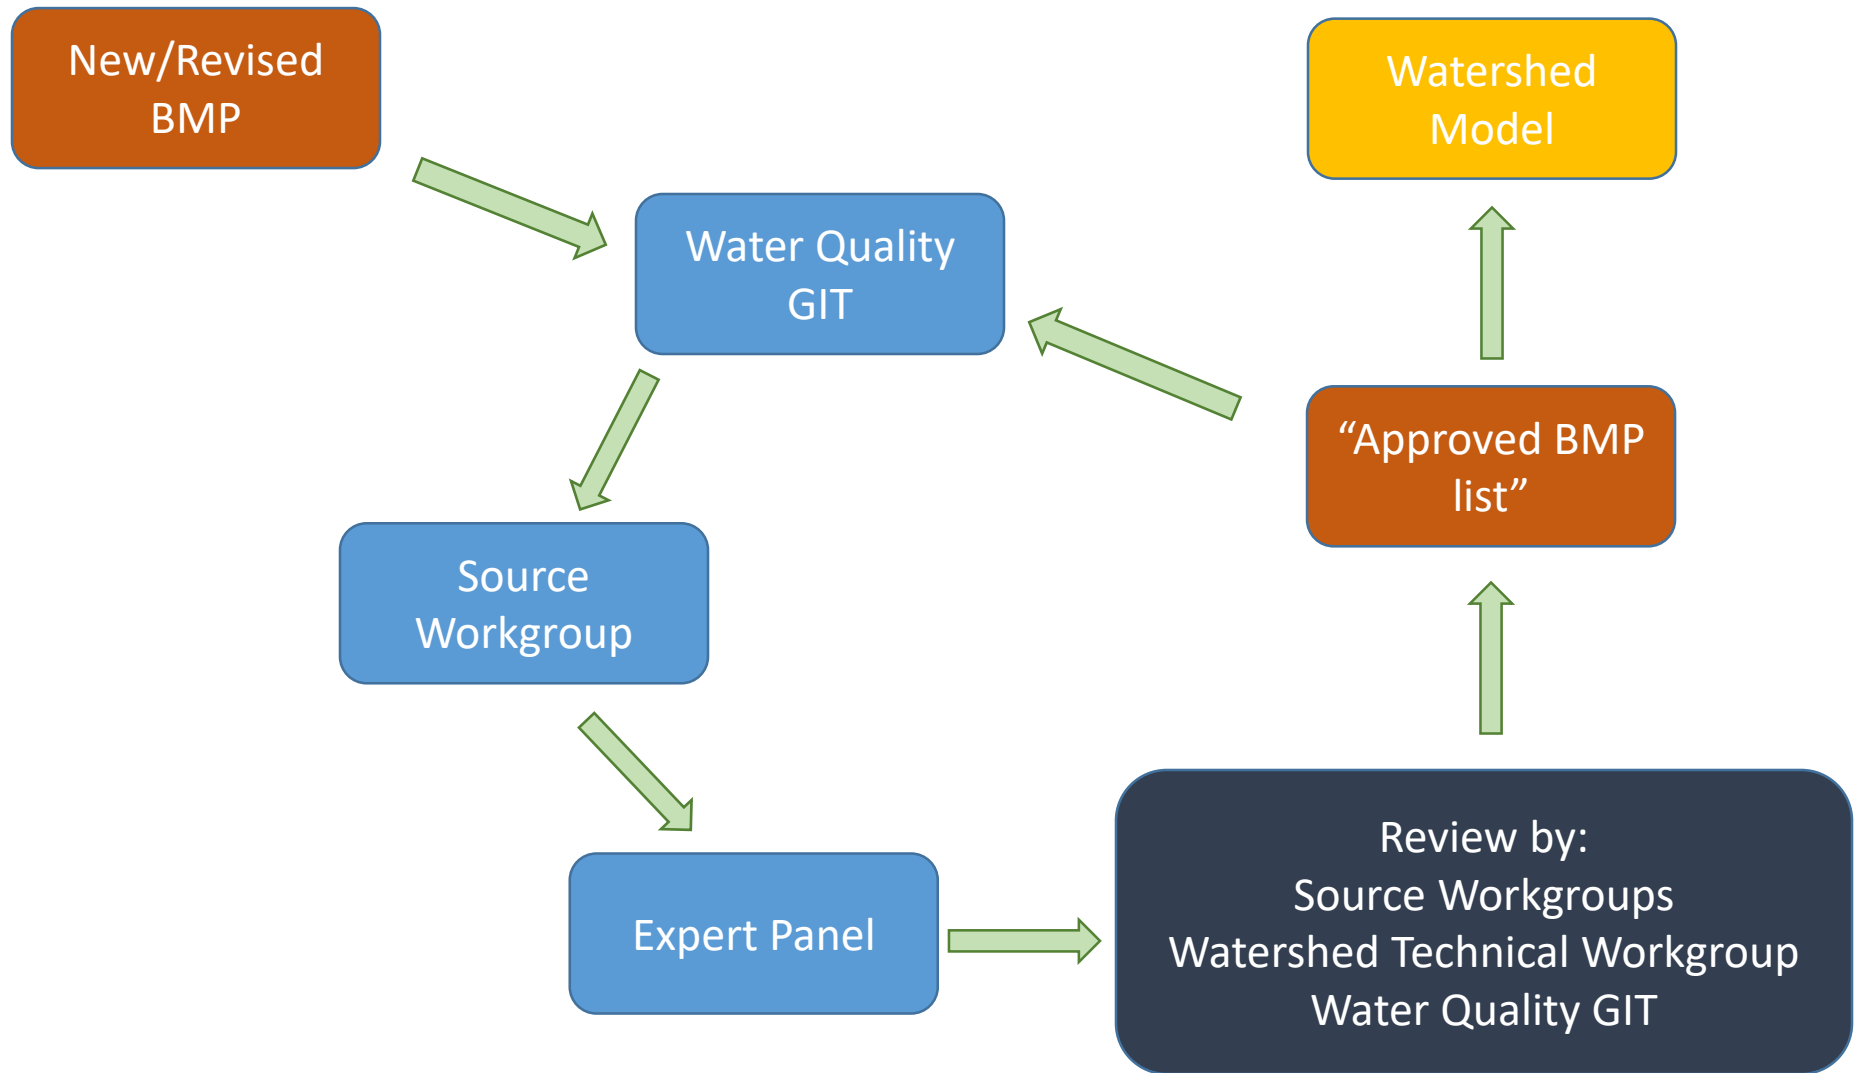 New/Revised
BMP
Watershed
Model
Water Quality
GIT
“Approved BMP
list”
Source
Workgroup
Expert Panel
Review by:
Source Workgroups
Watershed Technical Workgroup
Water Quality GIT